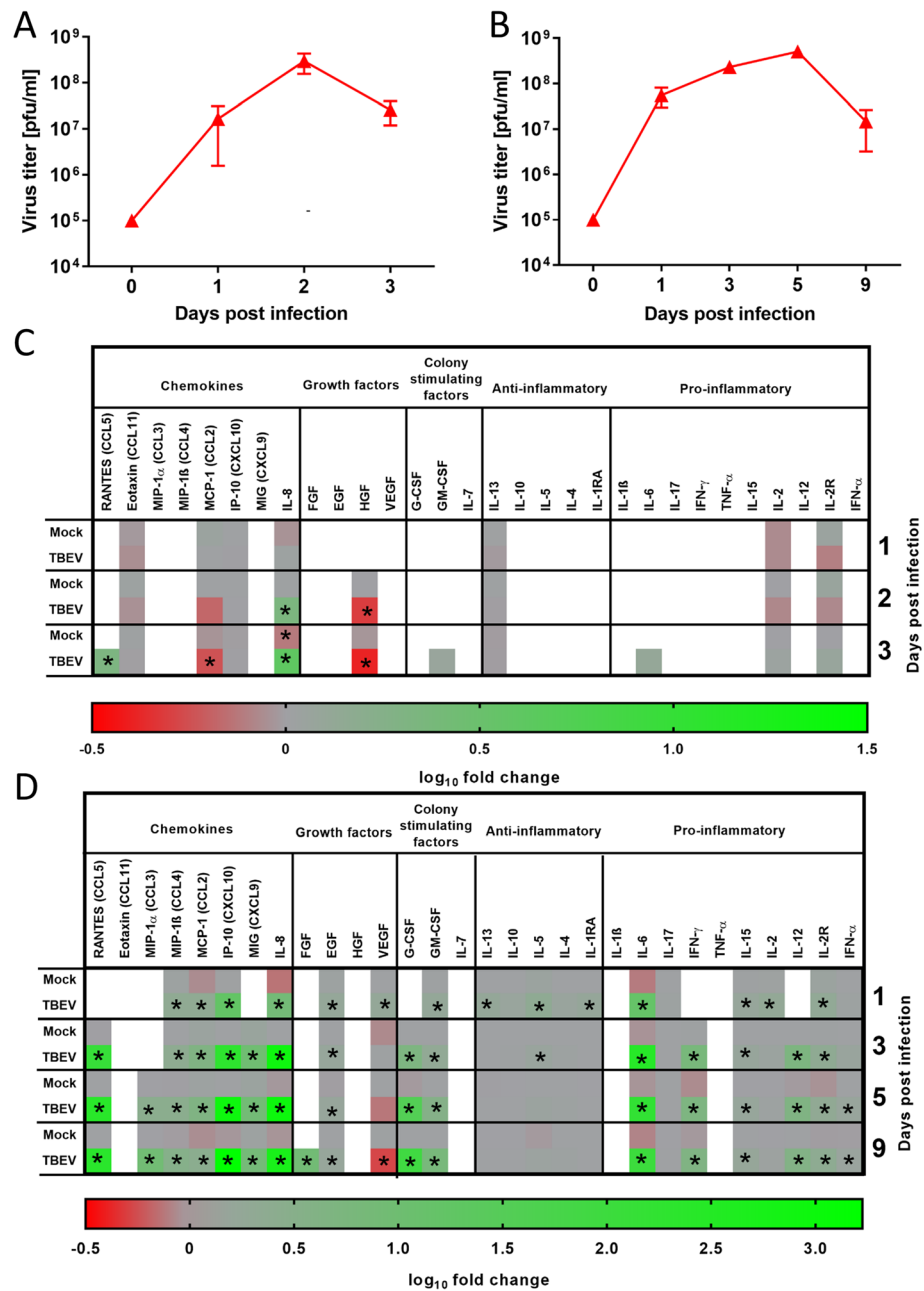 A
B
10⁹
10⁸
10⁷
10⁶
10⁵
10⁴
Virus titer [pfu/ml]
0 1 2 3
Days post infection
10⁹
10⁸
10⁷
10⁶
10⁵
10⁴
Virus titer [pfu/ml]
0 1 3 5 9
Days post infection
C
Chemokines
Growth factors
Colony
stimulating
factors
Anti-inflammatory
Pro-inflammatory
RANTES (CCL5)
Eotaxin (CCL11)
MIP-1α (CCL3)
MIP-1ß (CCL4)
MCP-1 (CCL2)
IP-10 (CXCL10)
MIG (CXCL9)
IL-8
FGF
EGF
HGF
VEGF
G-CSF
GM-CSF
IL-7
IL-13
IL-10
IL-5
IL-4
IL-1RA
IL-1ß
IL-6
IL-17
IFN-γ
TNF-α
IL-15
IL-2
IL-12
IL-2R
IFN-α
Mock
TBEV
1
Mock
TBEV * *
2
Mock *
TBEV * * * *
3
Days post infection
-0.5 0 0.5 1.0 1.5
log₁₀ fold change
D
Chemokines
Growth factors
Colony
stimulating
factors
Anti-inflammatory
Pro-inflammatory
RANTES (CCL5)
Eotaxin (CCL11)
MIP-1α (CCL3)
MIP-1ß (CCL4)
MCP-1 (CCL2)
IP-10 (CXCL10)
MIG (CXCL9)
IL-8
FGF
EGF
HGF
VEGF
G-CSF
GM-CSF
IL-7
IL-13
IL-10
IL-5
IL-4
IL-1RA
IL-1ß
IL-6
IL-17
IFN-γ
TNF-α
IL-15
IL-2
IL-12
IL-2R
IFN-α
Mock
TBEV * * * * * * * * * * * * * *
1
Mock
TBEV * * * * * * * * * * * * * * *
3
Mock
TBEV * * * * * * * * * * * * * * * *
5
Mock
TBEV * * * * * * * * * * * * * * * * * *
9
Days post infection
-0.5 0 0.5 1.0 1.5 2.0 2.5 3.0
log₁₀ fold change